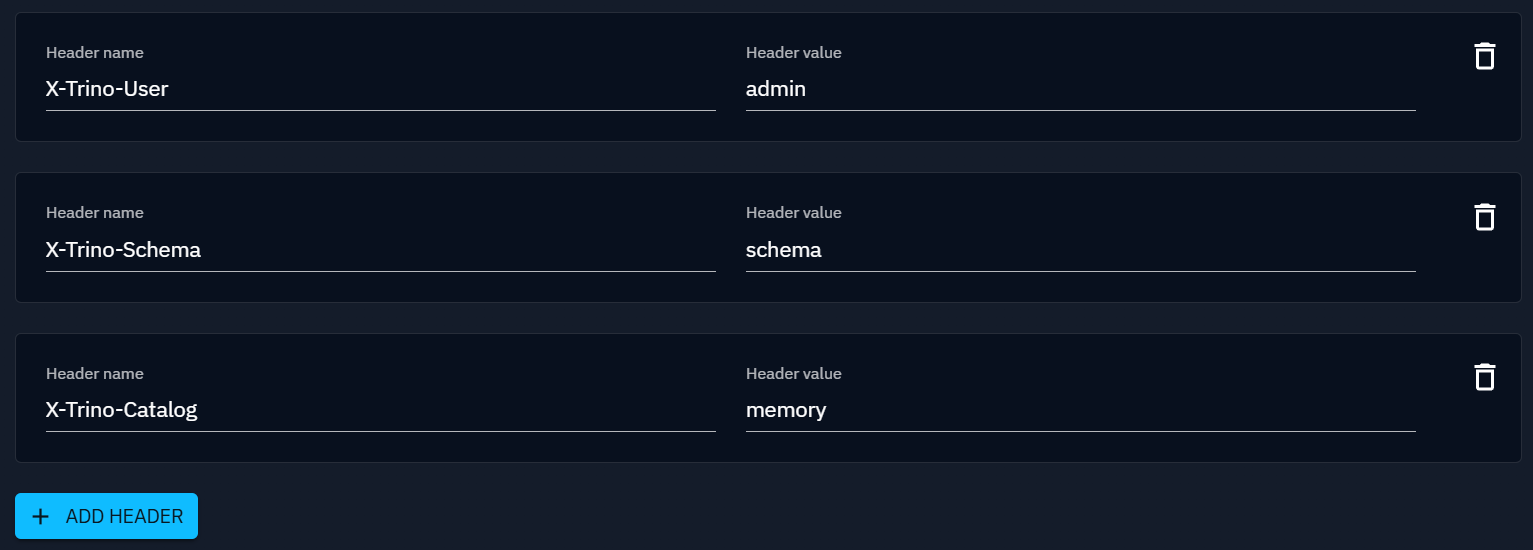 Header name
Header value
X-Trino-User
admin
Header name
Header value
X-Trino-Schema
schema
Header name
Header value
X-Trino-Catalog
memory
ADD HEADER